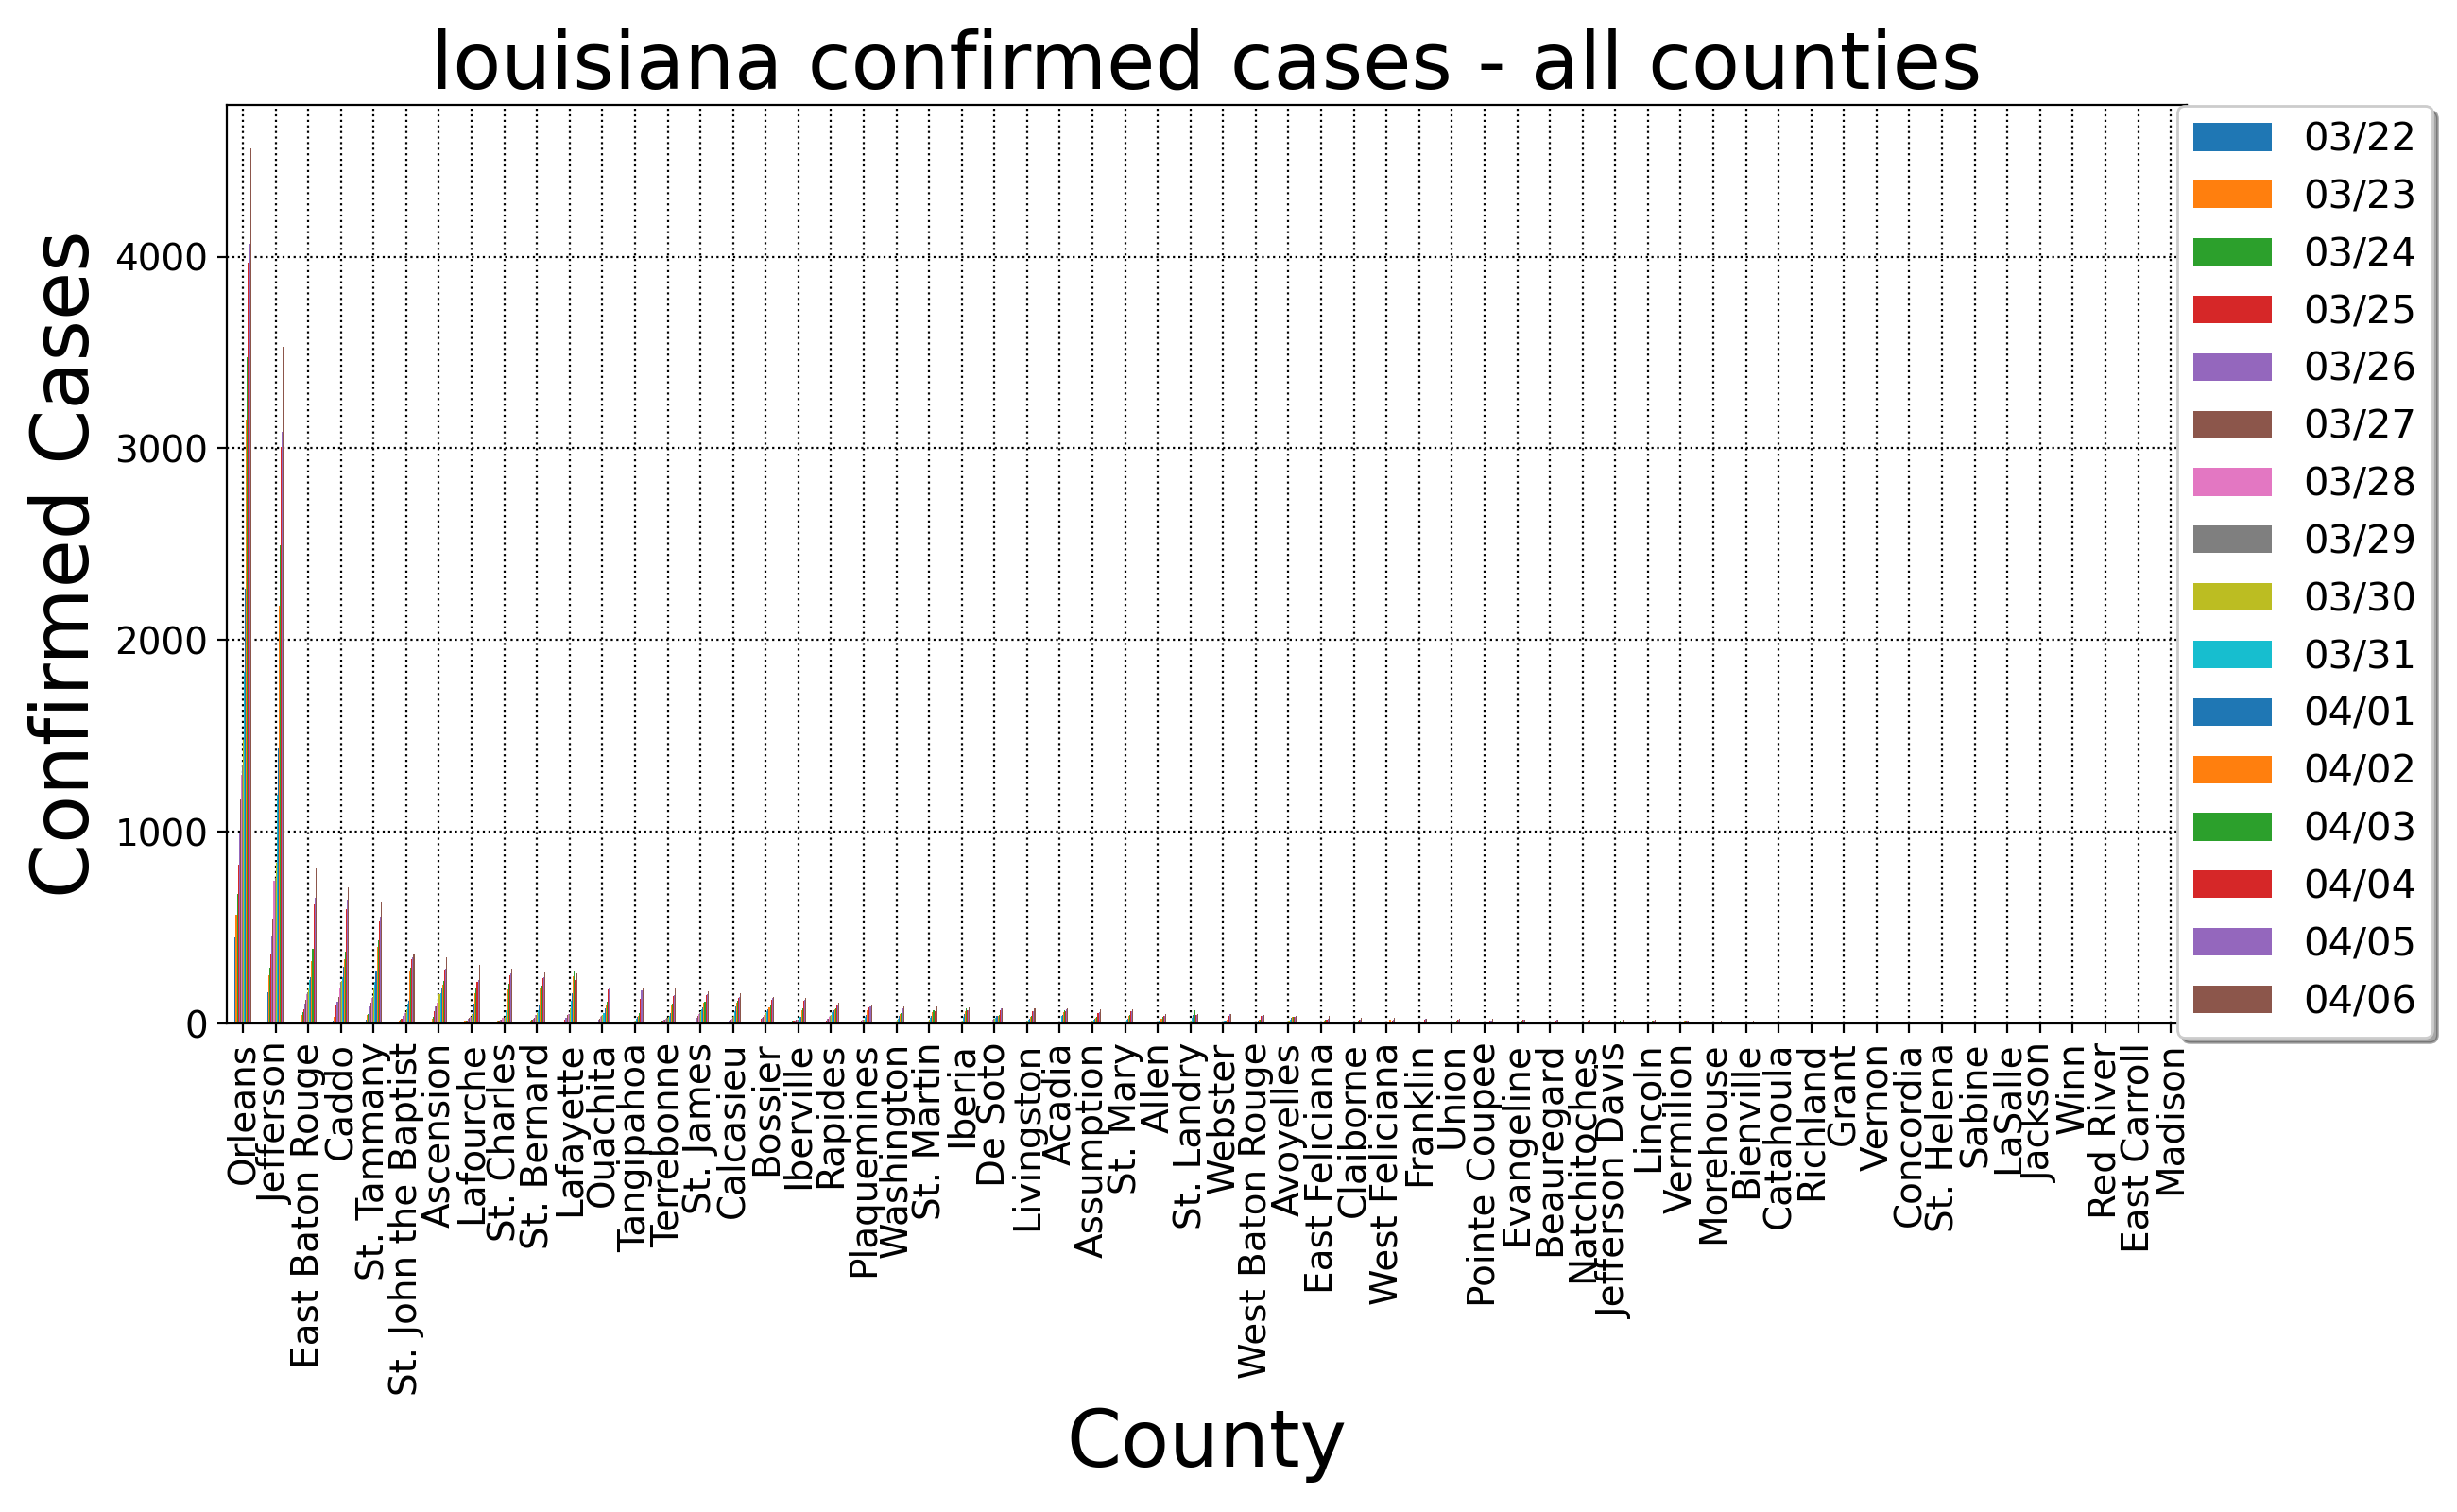 louisiana confirmed cases - all counties
Confirmed Cases
4000
3000
2000
1000
0
Orleans
Jefferson
East Baton Rouge
Caddo
St. Tammany
St. John the Baptist
Ascension
Lafourche
St. Charles
St. Bernard
Lafayette
Ouachita
Tangipahoa
Terrebonne
St. James
Calcasieu
Bossier
Iberville
Rapides
Plaquemines
Washington
St. Martin
Iberia
De Soto
Livingston
Acadia
Assumption
St. Mary
Allen
St. Landry
Webster
West Baton Rouge
Avoyelles
East Feliciana
Claiborne
West Feliciana
Franklin
Union
Pointe Coupee
Evangeline
Beauregard
Natchitoches
Jefferson Davis
Lincoln
Vermilion
Morehouse
Bienville
Catahoula
Richland
Grant
Vernon
Concordia
St. Helena
Sabine
LaSalle
Jackson
Winn
Red River
East Carroll
Madison
County
03/22
03/23
03/24
03/25
03/26
03/27
03/28
03/29
03/30
03/31
04/01
04/02
04/03
04/04
04/05
04/06